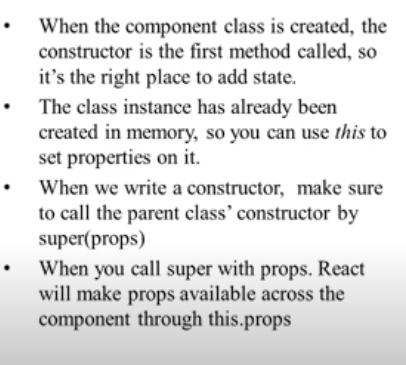 • When the component class is created, the
constructor is the first method called, so
it’s the right place to add state.
• The class instance has already been
created in memory, so you can use this to
set properties on it.
• When we write a constructor, make sure
to call the parent class’ constructor by
super(props)
• When you call super with props. React
will make props available across the
component through this.props